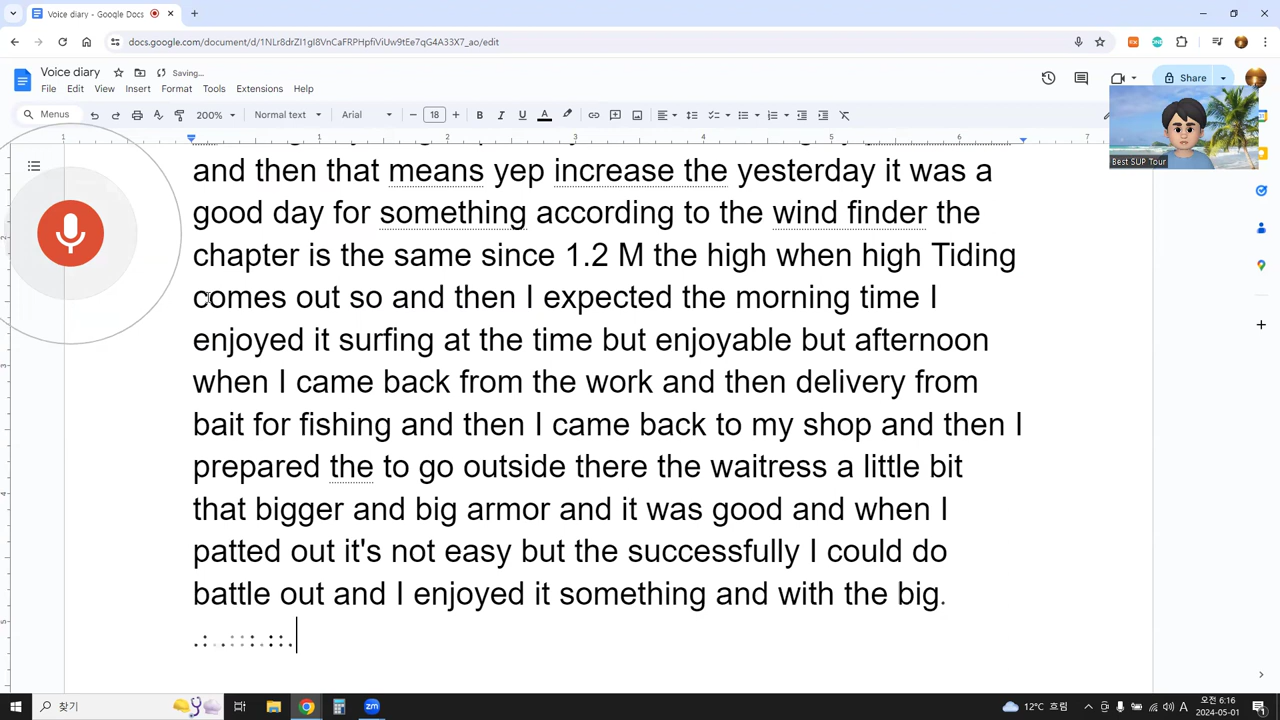 Voice diary - Google Docs
docs.google.com/document/d/1NLr8drZI1gI8VnCaFRPHpfiViUw9tEe7qG4A33X7_ao/edit
Voice diary
Saving...
File Edit View Insert Format Tools Extensions Help
Share
Menus
200%
Normal text
Arial
18
Best SUP Tour
and then that means yep increase the yesterday it was a
good day for something according to the wind finder the
chapter is the same since 1.2 M the high when high Tiding
comes out so and then I expected the morning time I
enjoyed it surfing at the time but enjoyable but afternoon
when I came back from the work and then delivery from
bait for fishing and then I came back to my shop and then I
prepared the to go outside there the waitress a little bit
that bigger and big armor and it was good and when I
patted out it's not easy but the successfully I could do
battle out and I enjoyed it something and with the big.
찾기
12°C 흐림
A
오전 6:16
2024-05-01